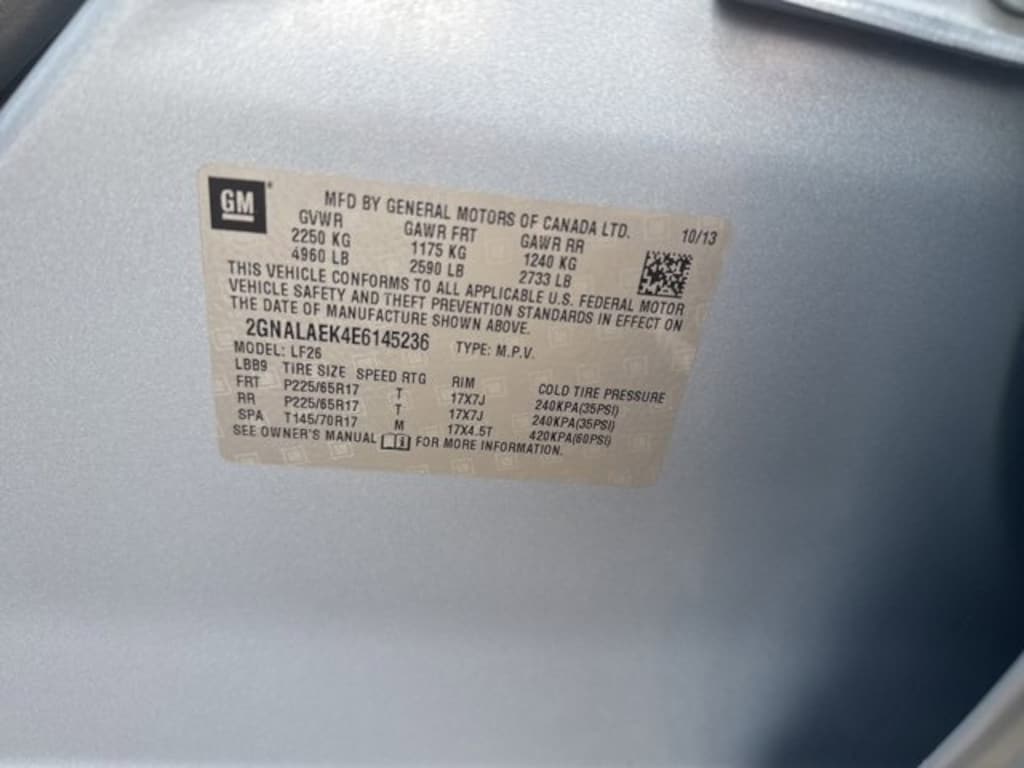 GM
MFD BY GENERAL MOTORS OF CANADA LTD.
10/13
GVWR GAWR FRT GAWR RR
2250 KG 1175 KG 1240 KG
4960 LB 2590 LB 2733 LB
THIS VEHICLE CONFORMS TO ALL APPLICABLE U.S. FEDERAL MOTOR
VEHICLE SAFETY AND THEFT PREVENTION STANDARDS IN EFFECT ON
THE DATE OF MANUFACTURE SHOWN ABOVE.
2GNALAEK4E6145236 TYPE: M.P.V.
MODEL: LF26
LBB9 TIRE SIZE SPEED RTG RIM COLD TIRE PRESSURE
FRT P225/65R17 T 17X7J 240KPA(35PSI)
RR P225/65R17 T 17X7J 240KPA(35PSI)
SPA T145/70R17 M 17X4.5T 420KPA(60PSI)
SEE OWNER'S MANUAL FOR MORE INFORMATION.